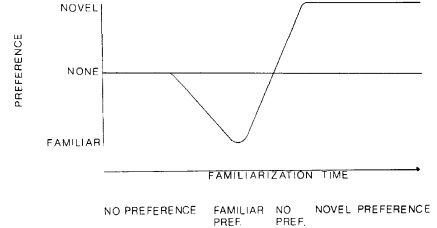 NOVEL
PREFERENCE
NONE
FAMILIAR
FAMILIARIZATION TIME
NO PREFERENCE FAMILIAR PREF. NO PREF. NOVEL PREFERENCE